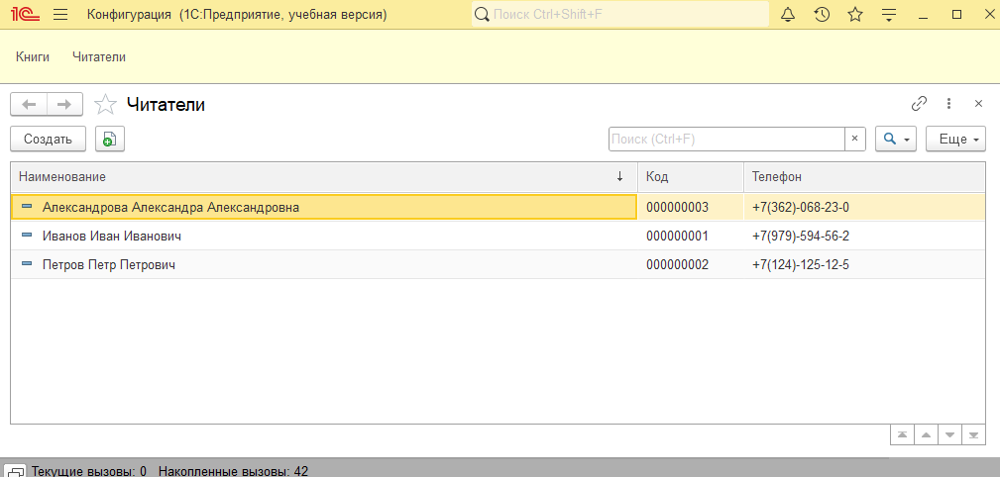 1С Конфигурация (1С:Предприятие, учебная версия) Поиск Ctrl+Shift+F
Книги Читатели
Читатели
Создать Поиск (Ctrl+F) × Еще
Наименование ↓ Код Телефон
Александрова Александра Александровна 000000003 +7(362)-068-23-0
Иванов Иван Иванович 000000001 +7(979)-594-56-2
Петров Петр Петрович 000000002 +7(124)-125-12-5
Текущие вызовы: 0 Накопленные вызовы: 42